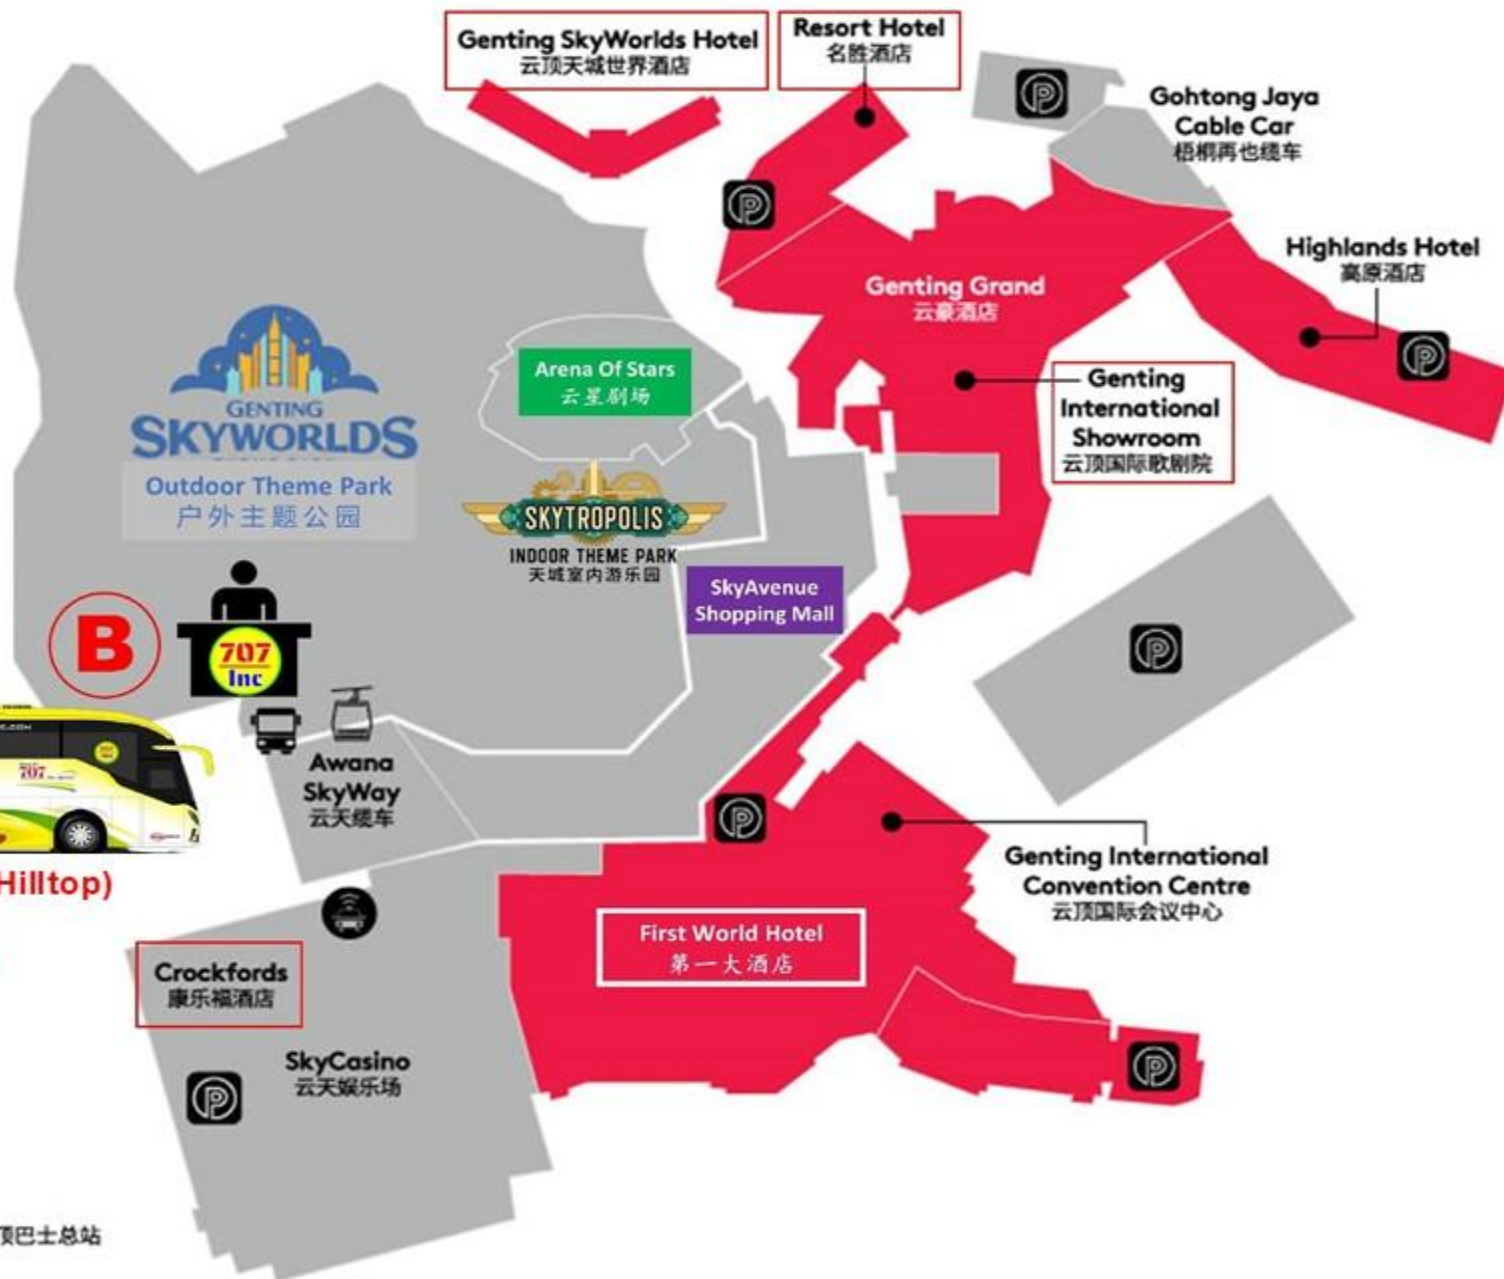 Genting SkyWorlds Hotel
云顶天城世界酒店
Resort Hotel
名胜酒店
Gohtong Jaya
Cable Car
梧桐再也缆车
Highlands Hotel
高原酒店
Genting Grand
云豪酒店
Genting
International
Showroom
云顶国际歌剧院
Arena Of Stars
云星剧场
GENTING
SKYWORLDS
Outdoor Theme Park
户外主题公园
SKYTROPOLIS
INDOOR THEME PARK
天城室内游乐园
SkyAvenue
Shopping Mall
B
707
Inc
707
Awana
SkyWay
云天缆车
Hilltop)
Genting International
Convention Centre
云顶国际会议中心
First World Hotel
第一大酒店
Crockfords
康乐福酒店
SkyCasino
云天娱乐场
顶巴士总站
P
P
P
P
P
P
P